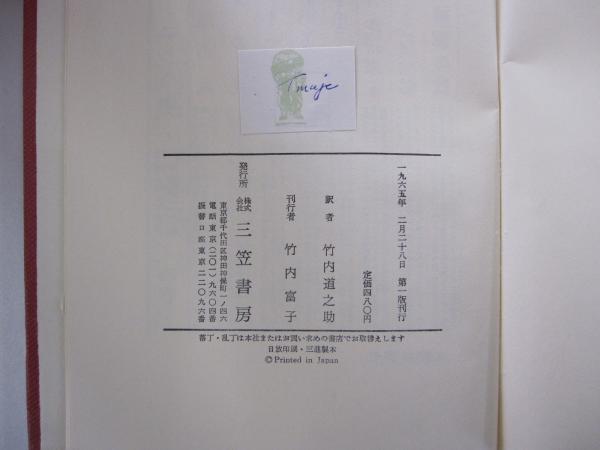 一九六五年 二月二十八日 第一版刊行
定価四八〇円
訳者 竹内道之助
刊行者 竹内富子
発行所 株式会社 三笠書房
東京都千代田区神田神保町一ノ四六
電話東京(二〇一)九六〇四番
振替口座東京二二〇九六番
落丁・乱丁は本社またはお買い求めの書店でお取替えします
日放印刷・三進製本
©Printed in Japan